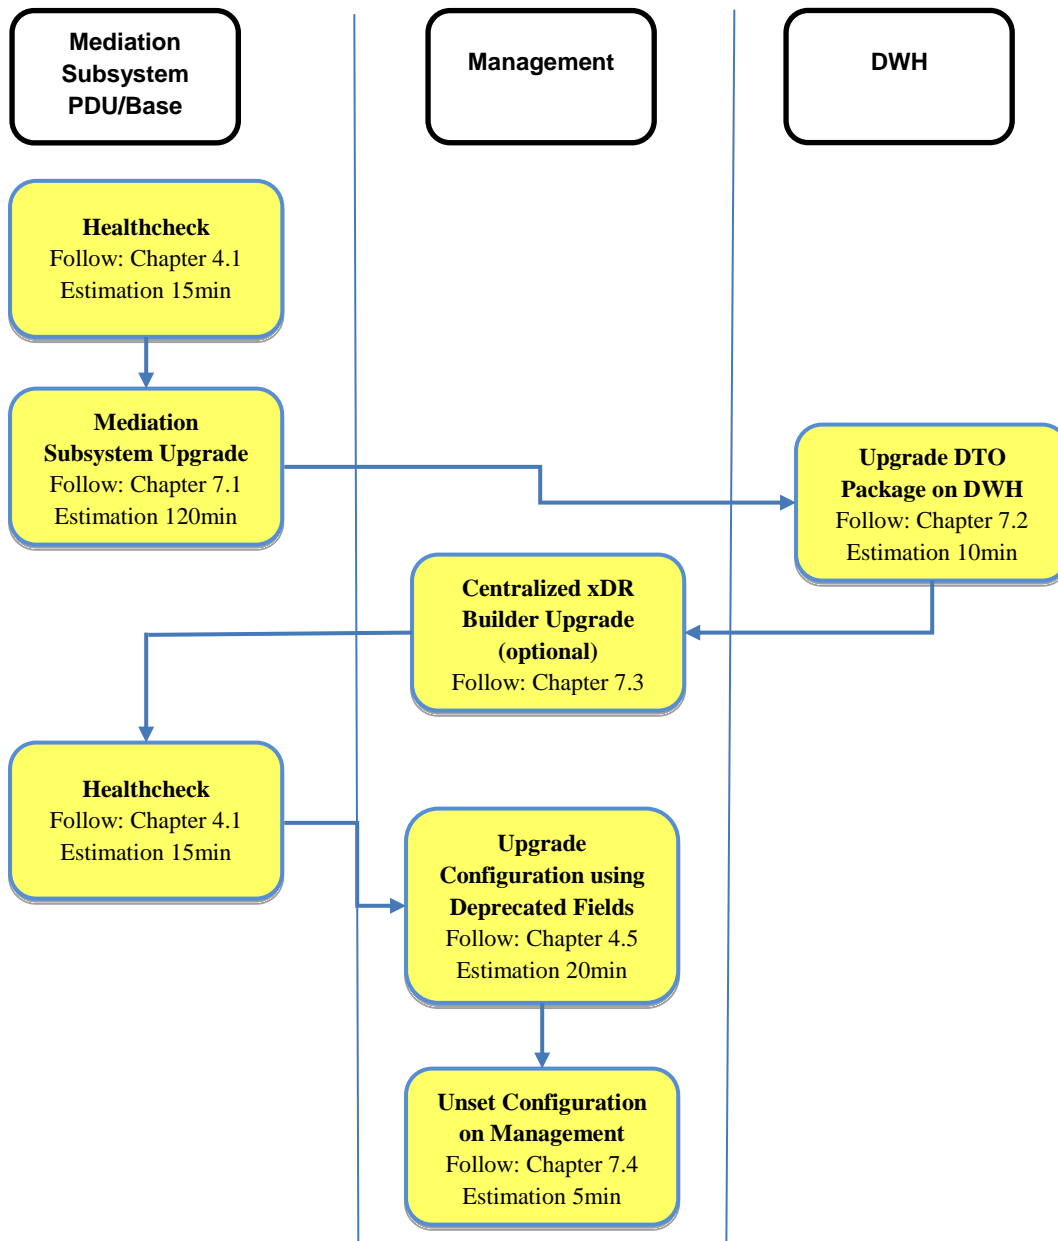 Mediation
Subsystem
PDU/Base
Management
DWH
Healthcheck
Follow: Chapter 4.1
Estimation 15min
Mediation
Subsystem Upgrade
Follow: Chapter 7.1
Estimation 120min
Upgrade DTO
Package on DWH
Follow: Chapter 7.2
Estimation 10min
Centralized xDR
Builder Upgrade
(optional)
Follow: Chapter 7.3
Healthcheck
Follow: Chapter 4.1
Estimation 15min
Upgrade
Configuration using
Deprecated Fields
Follow: Chapter 4.5
Estimation 20min
Unset Configuration
on Management
Follow: Chapter 7.4
Estimation 5min